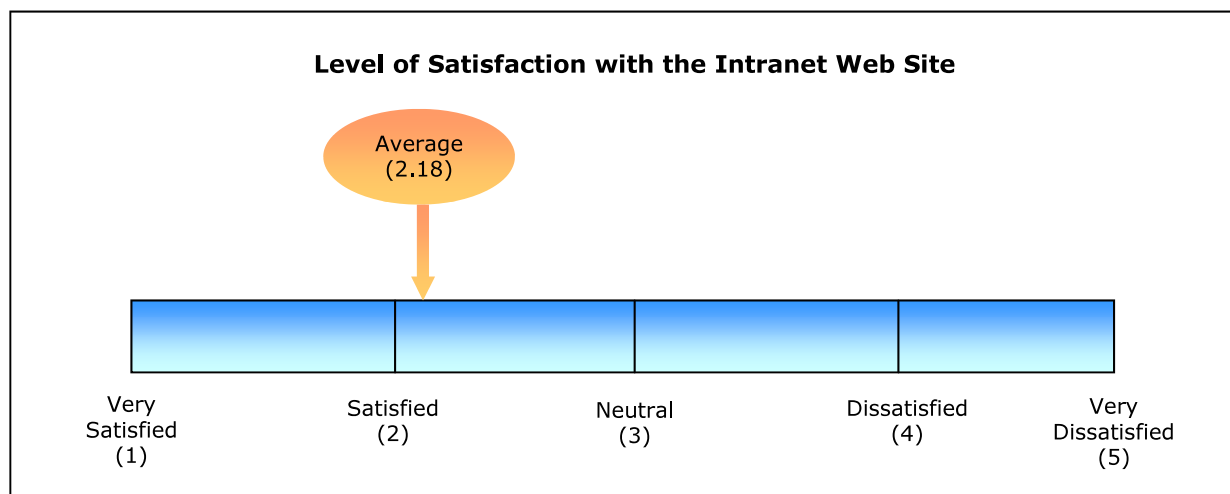 Level of Satisfaction with the Intranet Web Site
Average
(2.18)
Very
Satisfied
(1)
Satisfied
(2)
Neutral
(3)
Dissatisfied
(4)
Very
Dissatisfied
(5)